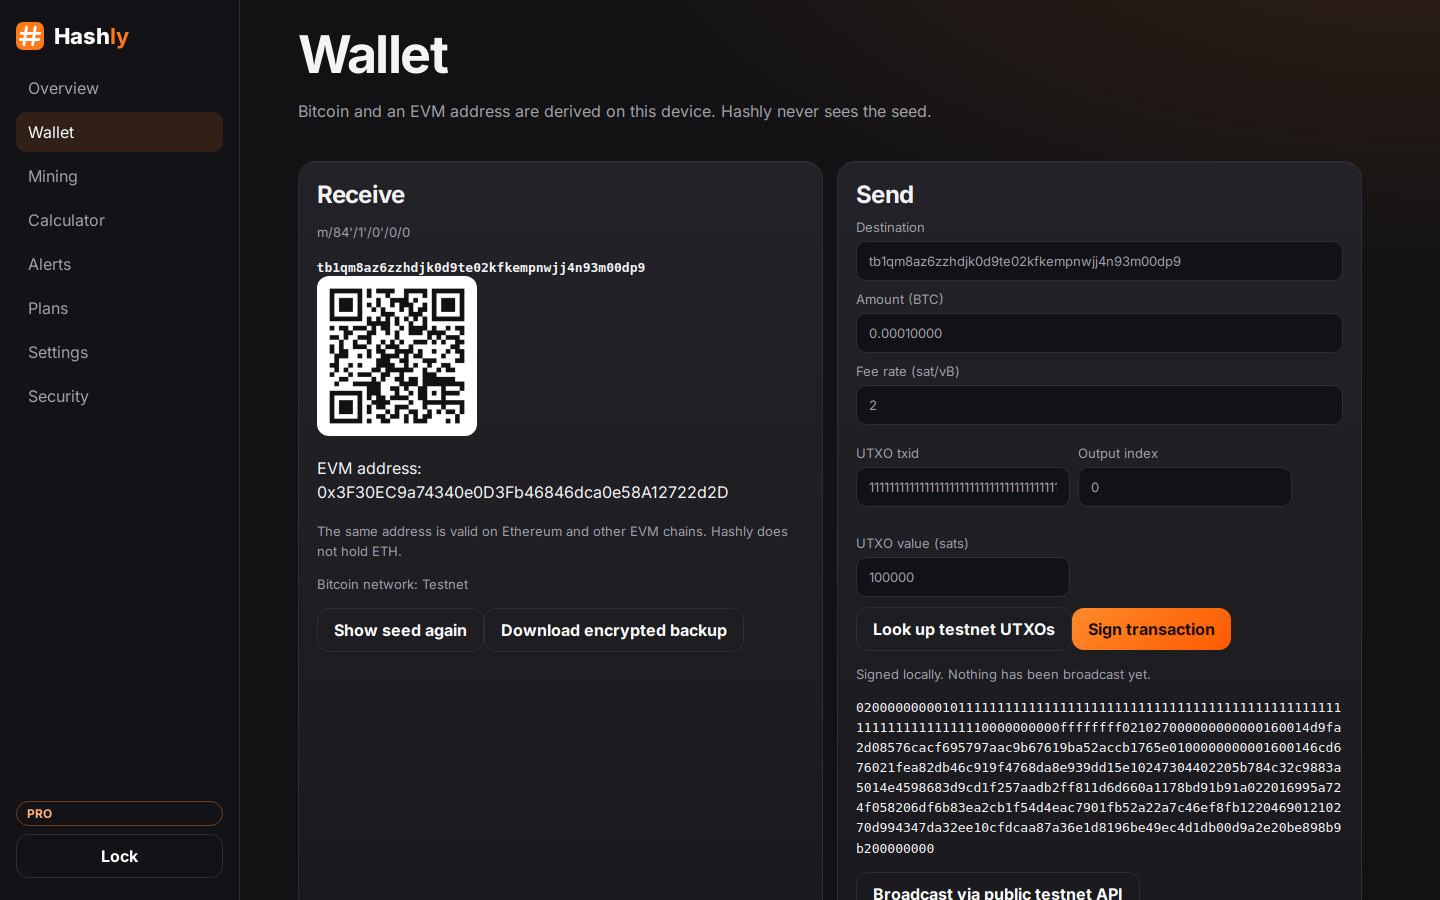 Hashly
Overview
Wallet
Mining
Calculator
Alerts
Plans
Settings
Security
PRO
Lock
Wallet
Bitcoin and an EVM address are derived on this device. Hashly never sees the seed.
Receive
m/84'/1'/0'/0/0
tb1qm8az6zzhdjk0d9te02kfkempnwjj4n93m00dp9
EVM address:
0x3F30EC9a74340e0D3Fb46846dca0e58A12722d2D
The same address is valid on Ethereum and other EVM chains. Hashly does
not hold ETH.
Bitcoin network: Testnet
Show seed again
Download encrypted backup
Send
Destination
tb1qm8az6zzhdjk0d9te02kfkempnwjj4n93m00dp9
Amount (BTC)
0.00010000
Fee rate (sat/vB)
2
UTXO txid
Output index
0
UTXO value (sats)
100000
Look up testnet UTXOs
Sign transaction
Signed locally. Nothing has been broadcast yet.
02000000000101111111111111111111111111111111111111111111111111
11111111111111110000000000ffffffff021027000000000000160014d9fa
2d08576cacf695797aac9b67619ba52accb1765e0100000000001600146cd6
76021fea82db46c919f4768da8e939dd15e10247304402205b784c32c9883a
5014e4598683d9cd1f257aadb2ff811d6d660a1178bd91b91a022016995a72
4f058206df6b83ea2cb1f54d4eac7901fb52a22a7c46ef8fb1220469012102
70d994347da32ee10cfdcaa87a36e1d8196be49ec4d1db00d9a2e20be898b9
b200000000
Broadcast via public testnet API